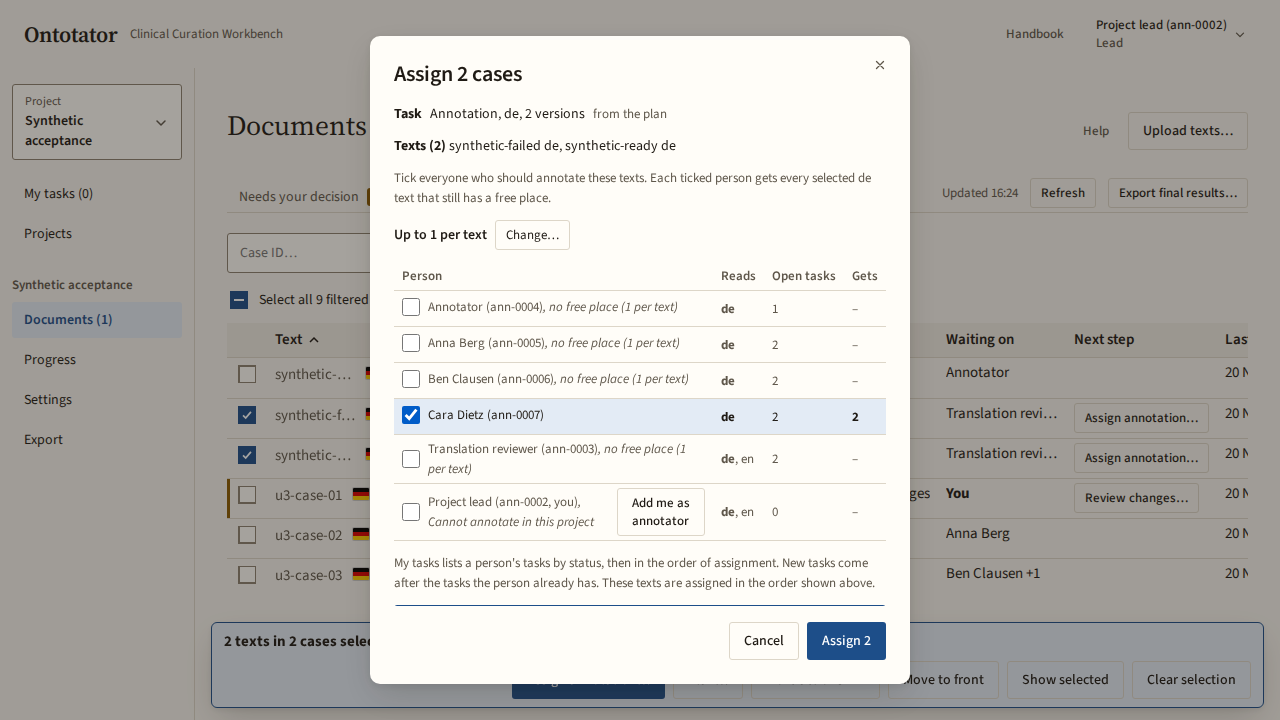 Ontotator Clinical Curation Workbench
Handbook
Project lead (ann-0002)
Lead
Project
Synthetic acceptance
My tasks (0)
Projects
Synthetic acceptance
Documents (1)
Progress
Settings
Export
Documents
Help
Upload texts…
Needs your decision
Updated 16:24
Refresh
Export final results…
Case ID…
Select all 9 filtered
Text
Waiting on
Next step
synthetic-…
Annotator
20
synthetic-f…
Translation revi…
Assign annotation…
20
synthetic-…
Translation revi…
Assign annotation…
20
u3-case-01
You
Review changes…
20
u3-case-02
Anna Berg
20
u3-case-03
Ben Clausen +1
20
2 texts in 2 cases
Move to front
Show selected
Clear selection
Assign 2 cases
×
Task Annotation, de, 2 versions from the plan
Texts (2) synthetic-failed de, synthetic-ready de
Tick everyone who should annotate these texts. Each ticked person gets every selected de
text that still has a free place.
Up to 1 per text Change…
Person Reads Open tasks Gets
Annotator (ann-0004), no free place (1 per text) de 1 –
Anna Berg (ann-0005), no free place (1 per text) de 2 –
Ben Clausen (ann-0006), no free place (1 per text) de 2 –
Cara Dietz (ann-0007) de 2 2
Translation reviewer (ann-0003), no free place (1
per text) de, en 2 –
Project lead (ann-0002, you),
Cannot annotate in this project
Add me as
annotator
de, en 0 –
My tasks lists a person's tasks by status, then in the order of assignment. New tasks come
after the tasks the person already has. These texts are assigned in the order shown above.
Cancel
Assign 2